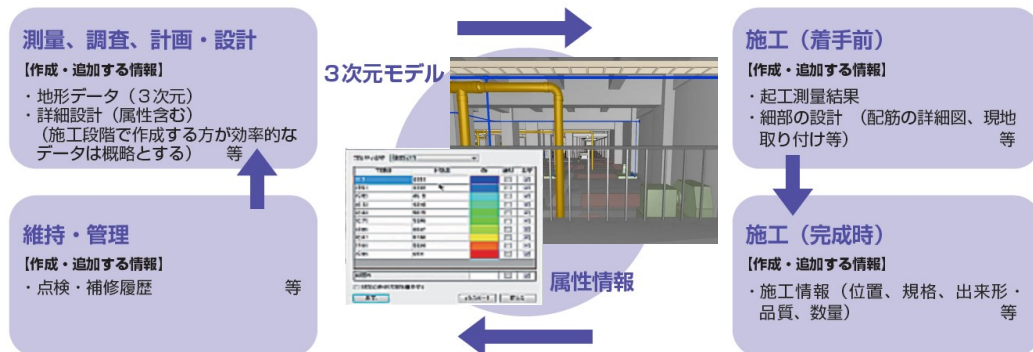 測量、調査、計画・設計
【作成・追加する情報】
・地形データ（３次元）
・詳細設計（属性含む）
（施工段階で作成する方が効率的な
データは概略とする）　等
３次元モデル
施工（着手前）
【作成・追加する情報】
・起工測量結果
・細部の設計　（配筋の詳細図、現地
取り付け等）　等
維持・管理
【作成・追加する情報】
・点検・補修履歴　等
属性情報
施工（完成時）
【作成・追加する情報】
・施工情報（位置、規格、出来形・
品質、数量）　等